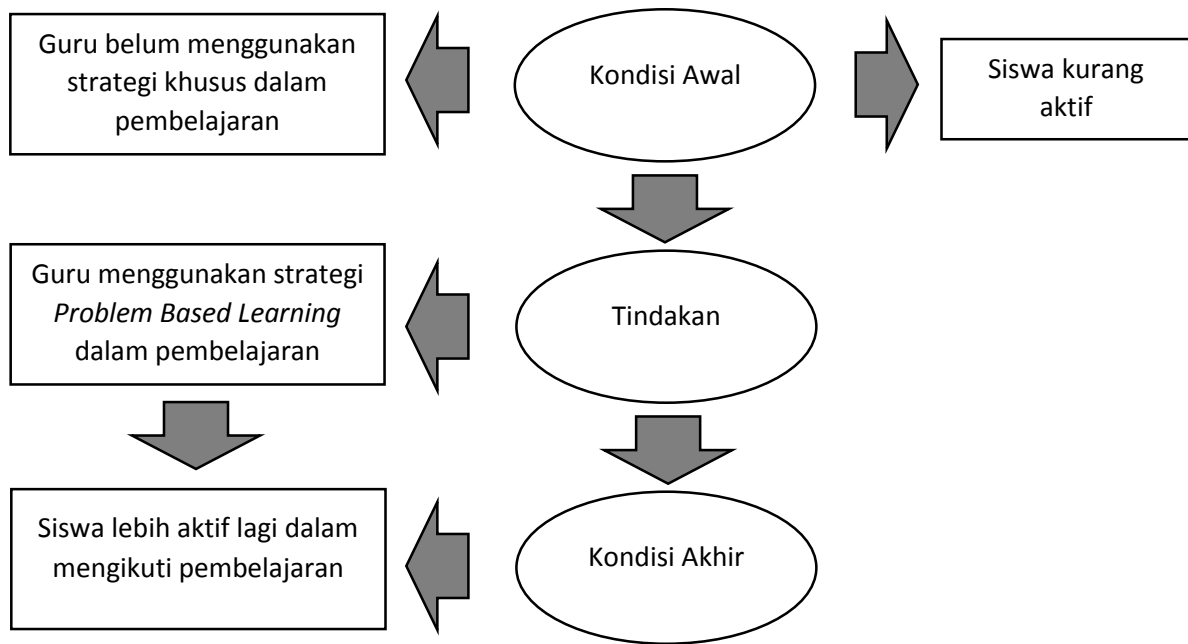 Guru belum menggunakan
strategi khusus dalam
pembelajaran
Kondisi Awal
Siswa kurang
aktif
Guru menggunakan strategi
Problem Based Learning
dalam pembelajaran
Tindakan
Siswa lebih aktif lagi dalam
mengikuti pembelajaran
Kondisi Akhir